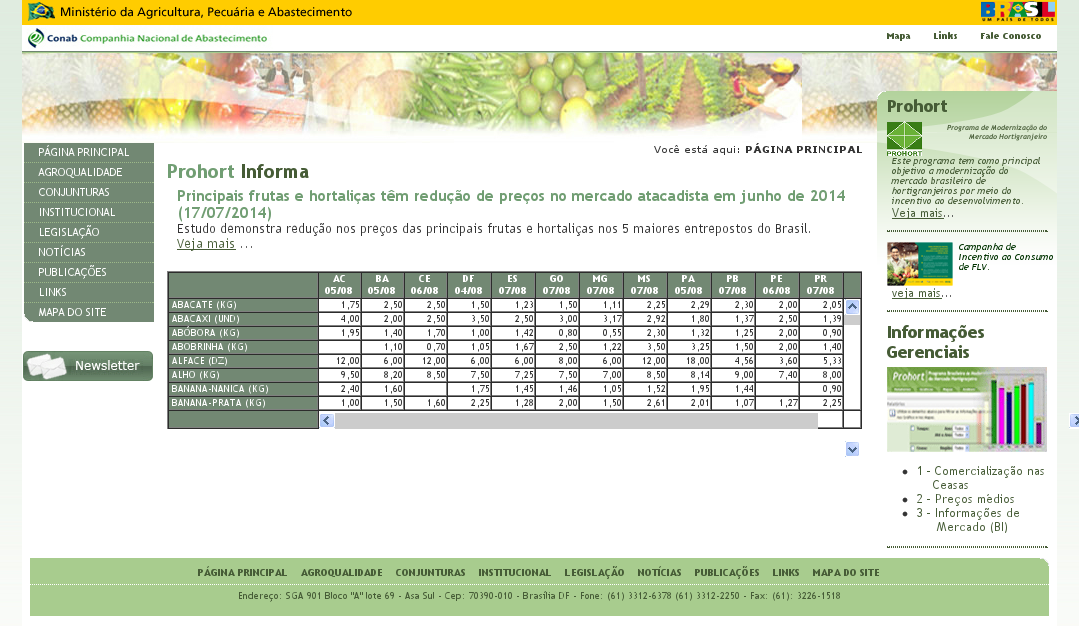 Ministério da Agricultura, Pecuária e Abastecimento
BRASIL
UM PAÍS DE TODOS
Conab Companhia Nacional de Abastecimento
Mapa Links Fale Conosco
PÁGINA PRINCIPAL
AGROQUALIDADE
CONJUNTURAS
INSTITUCIONAL
LEGISLAÇÃO
NOTÍCIAS
PUBLICAÇÕES
LINKS
MAPA DO SITE
Newsletter
Você está aqui: PÁGINA PRINCIPAL
Prohort Informa
Principais frutas e hortaliças têm redução de preços no mercado atacadista em junho de 2014
(17/07/2014)
Estudo demonstra redução nos preços das principais frutas e hortaliças nos 5 maiores entrepostos do Brasil.
Veja mais ...
AC BA CE DF ES GO MG MS PA PB PE PR
05/08 05/08 06/08 04/08 07/08 07/08 07/08 07/08 05/08 07/08 06/08 07/08
ABACATE (KG) 1,75 2,50 2,50 1,50 1,23 1,50 1,11 2,25 2,29 2,30 2,00 2,05
ABACAXI (UND) 4,00 2,00 2,50 3,50 2,50 3,00 3,17 2,92 1,80 1,37 2,50 1,39
ABÓBORA (KG) 1,95 1,40 1,70 1,00 1,42 0,80 0,55 2,30 1,32 1,25 2,00 0,90
ABOBRINHA (KG) 1,10 0,70 1,05 1,67 2,50 1,22 3,50 3,25 1,50 2,00 1,40
ALFACE (DZ) 12,00 6,00 12,00 6,00 6,00 8,00 6,00 12,00 18,00 4,56 3,60 5,33
ALHO (KG) 9,50 8,20 8,50 7,50 7,25 7,50 7,00 8,50 8,14 9,00 7,40 8,00
BANANA-NANICA (KG) 2,40 1,60 1,75 1,45 1,46 1,05 1,52 1,95 1,44 0,90
BANANA-PRATA (KG) 1,00 1,50 1,60 2,25 1,28 2,00 1,50 2,61 2,01 1,07 1,27 2,25
Prohort
PROHORT
Programa de Modernização do
Mercado Hortigranjeiro
Este programa tem como principal
objetivo a modernização do
mercado brasileiro de
hortigranjeiros por meio do
incentivo ao desenvolvimento.
Veja mais...
Campanha de
Incentivo ao Consumo
de FLV.
veja mais...
Informações
Gerenciais
Prohort
1 - Comercialização nas
Ceasas
2 - Preços médios
3 - Informações de
Mercado (BI)
PÁGINA PRINCIPAL AGROQUALIDADE CONJUNTURAS INSTITUCIONAL LEGISLAÇÃO NOTÍCIAS PUBLICAÇÕES LINKS MAPA DO SITE
Endereço: SGA 901 Bloco "A" lote 69 - Asa Sul - Cep: 70390-010 - Brasília DF - Fone: (61) 3312-6378 (61) 3312-2250 - Fax: (61): 3226-1518